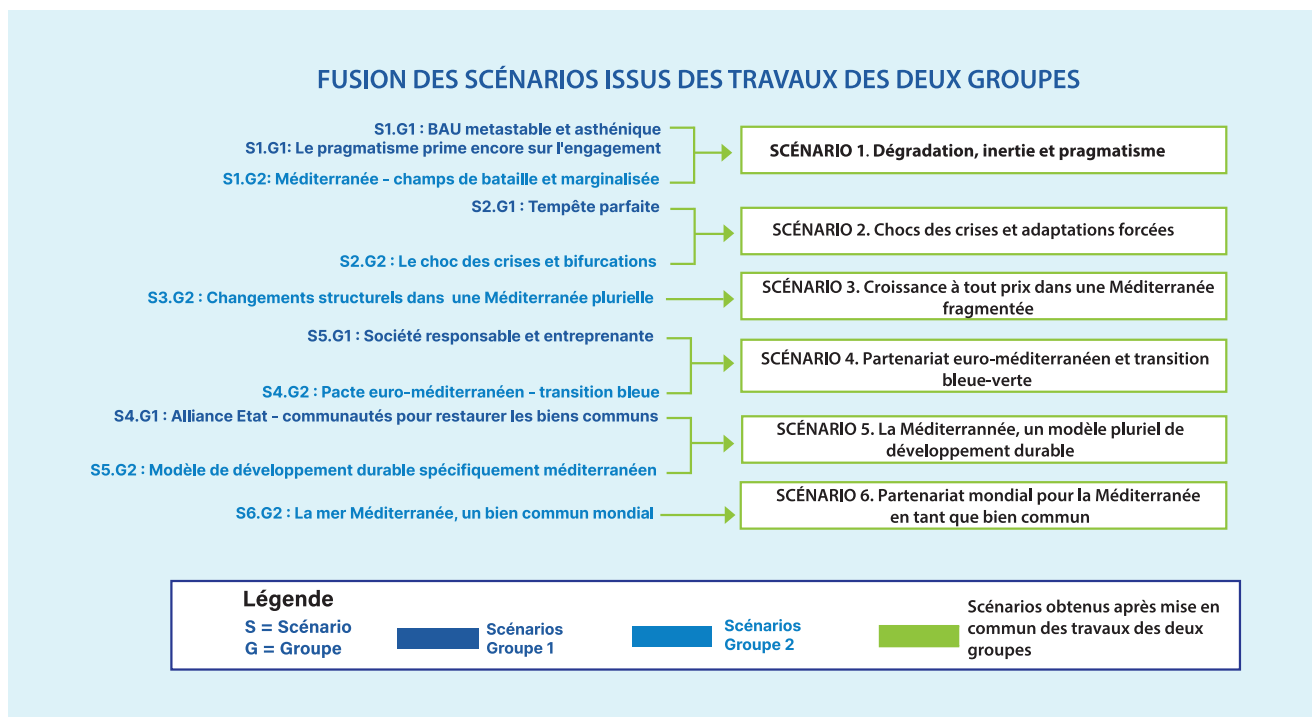 FUSION DES SCÉNARIOS ISSUS DES TRAVAUX DES DEUX GROUPES
S1.G1 : BAU metastable et asthénique
S1.G1: Le pragmatisme prime encore sur l'engagement
S1.G2: Méditerranée - champs de bataille et marginalisée
SCÉNARIO 1. Dégradation, inertie et pragmatisme
S2.G1 : Tempête parfaite
S2.G2 : Le choc des crises et bifurcations
SCÉNARIO 2. Chocs des crises et adaptations forcées
S3.G2 : Changements structurels dans une Méditerranée plurielle
SCÉNARIO 3. Croissance à tout prix dans une Méditerranée
fragmentée
S5.G1 : Société responsable et entreprenante
S4.G2 : Pacte euro-méditerranéen - transition bleue
SCÉNARIO 4. Partenariat euro-méditerranéen et transition
bleue-verte
S4.G1 : Alliance Etat - communautés pour restaurer les biens communs
S5.G2 : Modèle de développement durable spécifiquement méditerranéen
SCÉNARIO 5. La Méditerrannée, un modèle pluriel de
développement durable
S6.G2 : La mer Méditerranée, un bien commun mondial
SCÉNARIO 6. Partenariat mondial pour la Méditerranée
en tant que bien commun
Légende
S = Scénario
G = Groupe
Scénarios
Groupe 1
Scénarios
Groupe 2
Scénarios obtenus après mise en
commun des travaux des deux
groupes